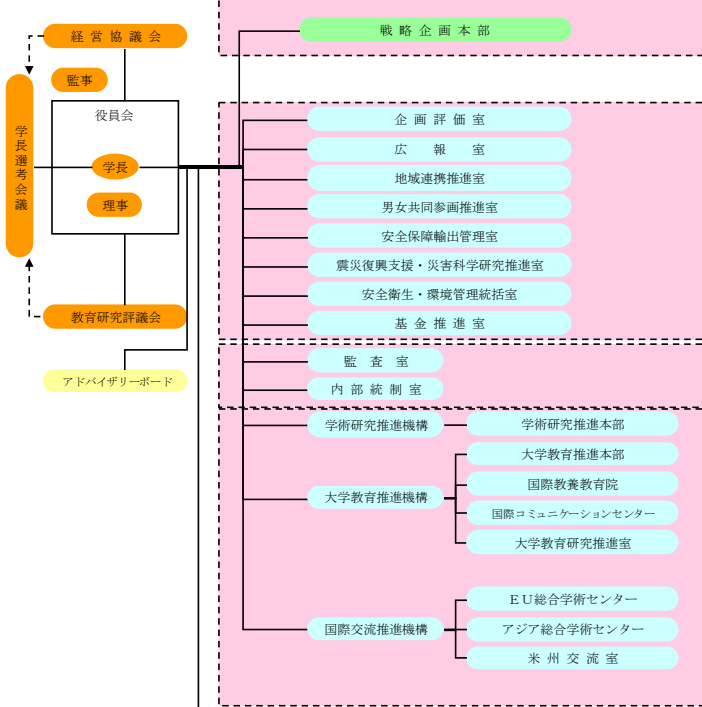 経営協議会
監事
役員会
学長
理事
学長選考会議
教育研究評議会
アドバイザリーボード
戦略企画本部
企画評価室
広報室
地域連携推進室
男女共同参画推進室
安全保障輸出管理室
震災復興支援・災害科学研究推進室
安全衛生・環境管理統括室
基金推進室
監査室
内部統制室
学術研究推進機構
学術研究推進本部
大学教育推進機構
大学教育推進本部
国際教養教育院
国際コミュニケーションセンター
大学教育研究推進室
国際交流推進機構
EU総合学術センター
アジア総合学術センター
米州交流室